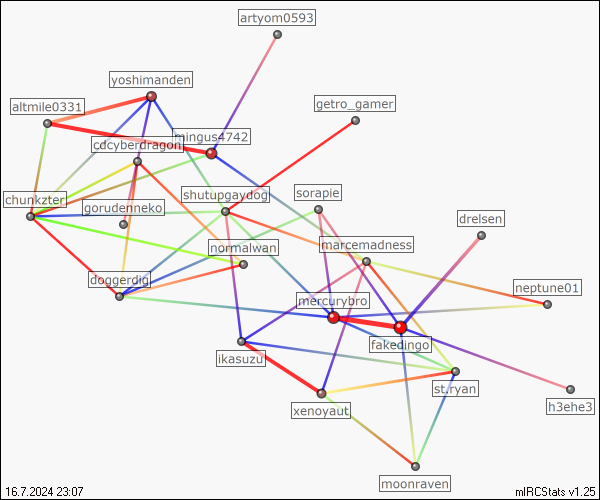 artyom0593
yoshimanden
altmile0331
getro_gamer
mingus4742
cdcyberdragon
chunkzter
shutupgaydog
sorapie
gorudenneko
drelsen
normalwan
marcemadness
doggerdig
neptune01
mercurybro
fakedingo
ikasuzu
st.ryan
xenoyaut
h3ehe3
moonraven
16.7.2024 23:07
mIRCStats v1.25